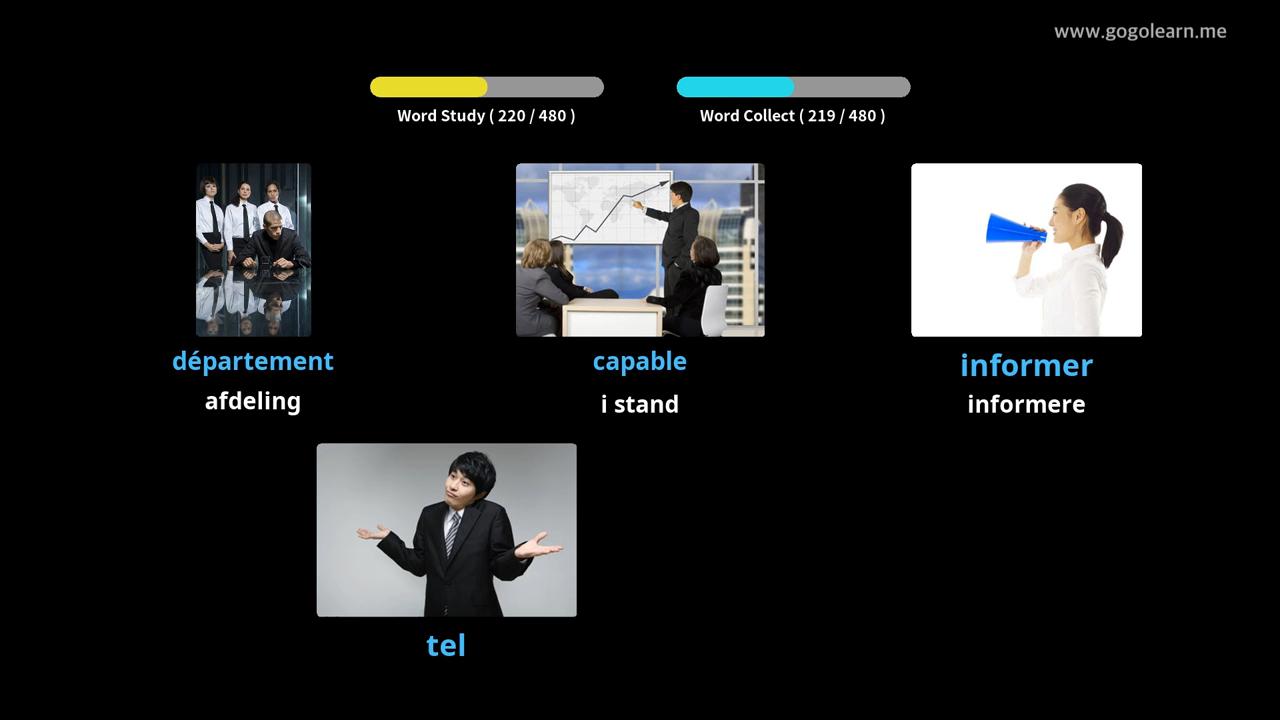 www.gogolearn.me
Word Study ( 220 / 480 )
Word Collect ( 219 / 480 )
département
capable
informer
afdeling
i stand
informere
tel